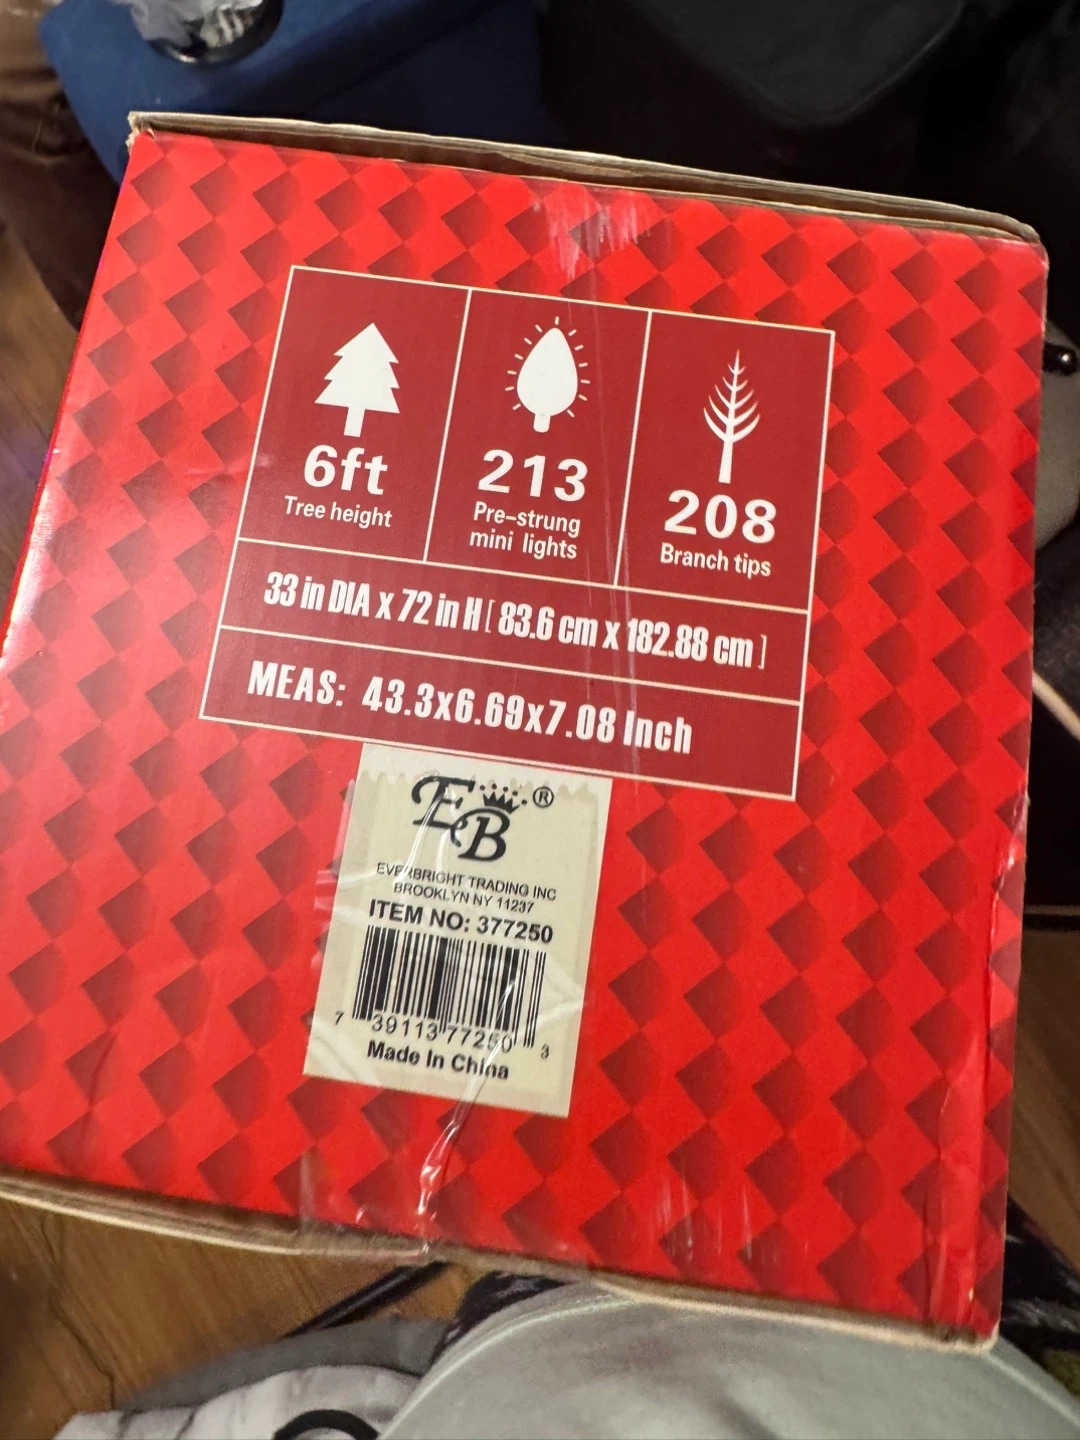 6ft
Tree height
213
Pre-strung
mini lights
208
Branch tips
33 in DIA x 72 in H [ 83.6 cm x 182.88 cm ]
MEAS: 43.3x6.69x7.08 Inch
EB®
EVERBRIGHT TRADING INC
BROOKLYN NY 11237
ITEM NO: 377250
7 39113 77250 3
Made In China